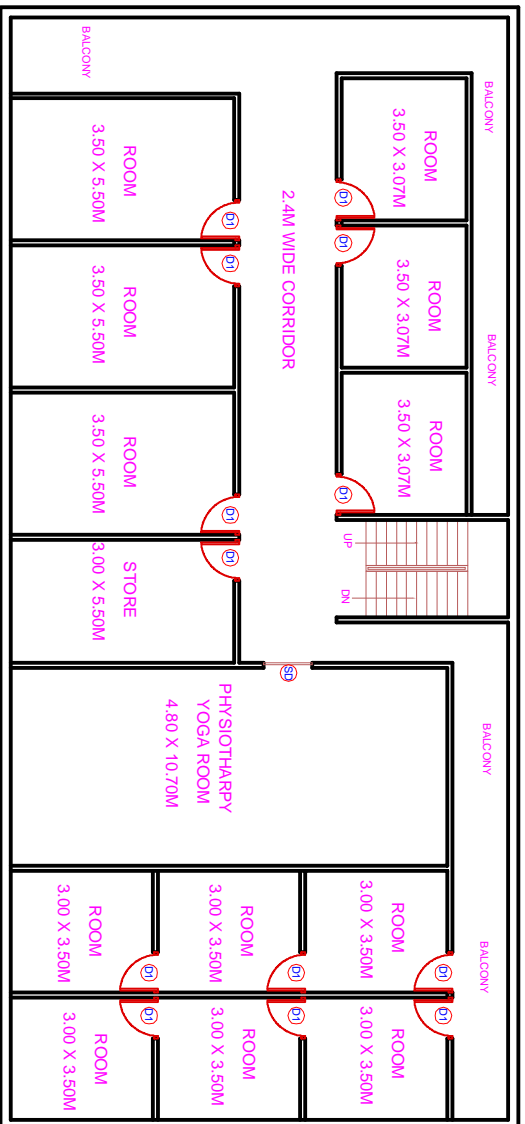 BALCONY
BALCONY
BALCONY
BALCONY
ROOM
3.50 X 3.07M
ROOM
3.50 X 3.07M
ROOM
3.50 X 3.07M
D1
D1
D1
UP
DN
D1
D1
ROOM
3.00 X 3.50M
ROOM
3.00 X 3.50M
2.4M WIDE CORRIDOR
SD
D1
D1
D1
D1
D1
D1
PHYSIOTHARPY
YOGA ROOM
4.80 X 10.70M
ROOM
3.00 X 3.50M
ROOM
3.00 X 3.50M
BALCONY
ROOM
3.50 X 5.50M
ROOM
3.50 X 5.50M
ROOM
3.50 X 5.50M
STORE
3.00 X 5.50M
D1
D1
ROOM
3.00 X 3.50M
ROOM
3.00 X 3.50M